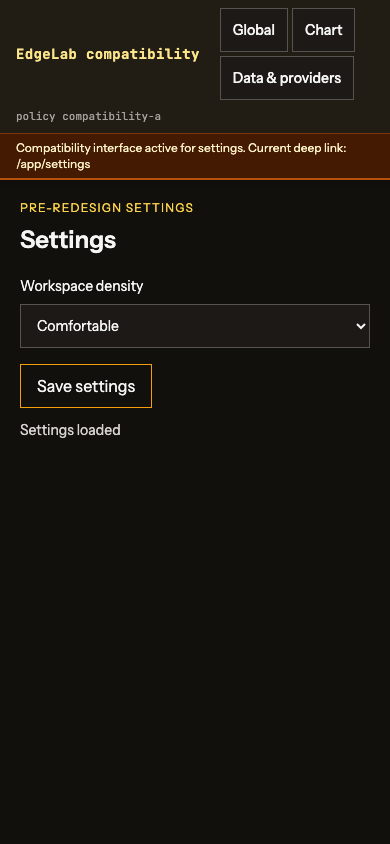 EdgeLab compatibility
Global
Chart
Data & providers
policy compatibility-a
Compatibility interface active for settings. Current deep link:
/app/settings
PRE-REDESIGN SETTINGS
Settings
Workspace density
Comfortable
Save settings
Settings loaded